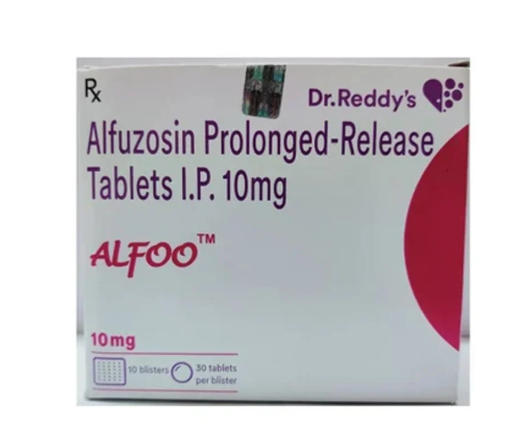 Rx
Dr.Reddy's
Alfuzosin Prolonged-Release
Tablets I.P. 10mg
ALFOO™
10mg
10 blisters 30 tablets
per blister